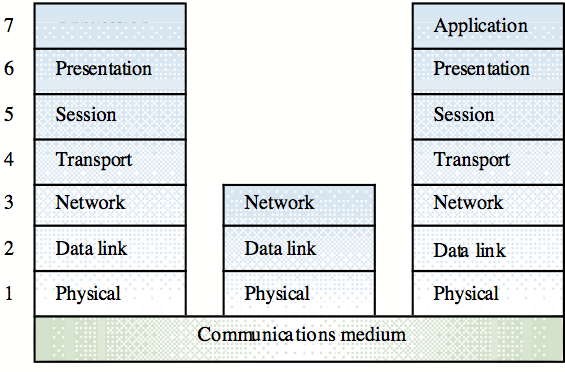 7 Application
6 Presentation Presentation
5 Session Session
4 Transport Transport
3 Network Network Network
2 Data link Data link Data link
1 Physical Physical Physical
Communications medium